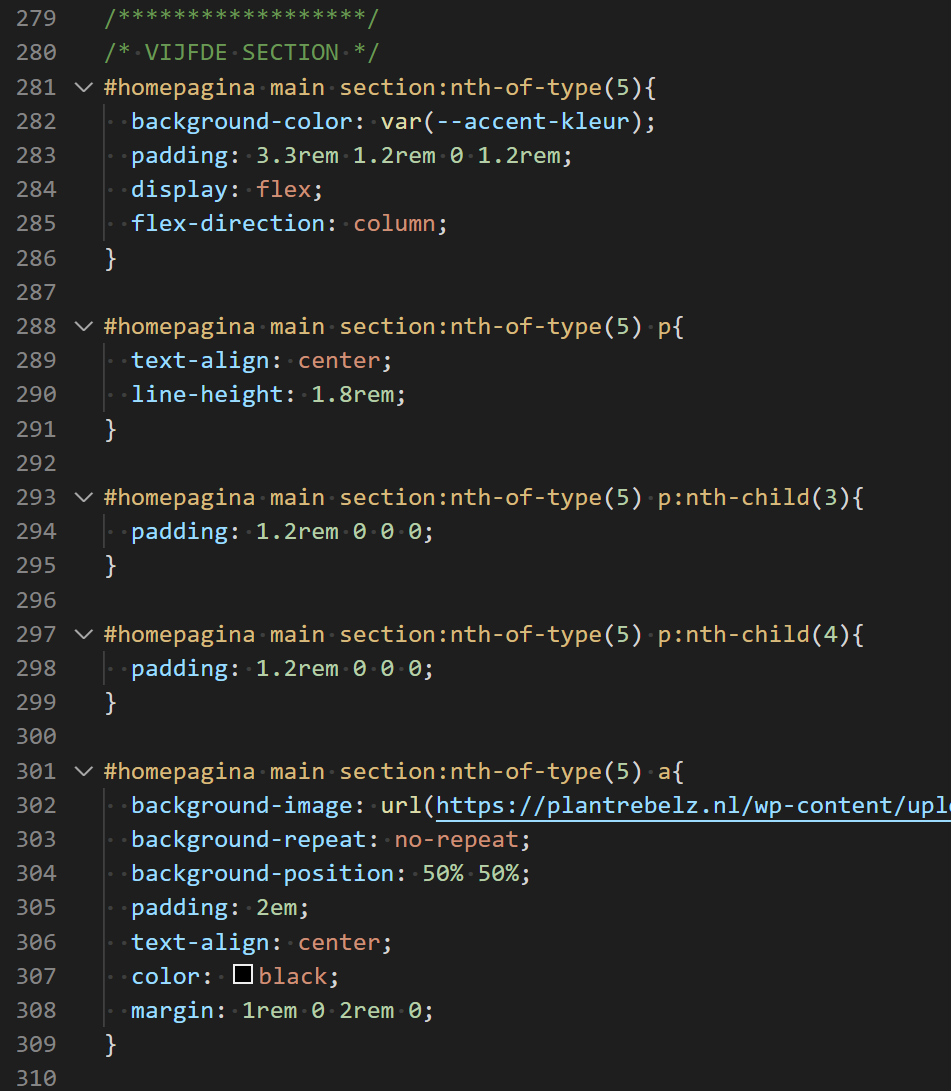 279 /******************/
280 /* VIJFDE SECTION */
281 #homepagina main section:nth-of-type(5){
282 background-color: var(--accent-kleur);
283 padding: 3.3rem 1.2rem 0 1.2rem;
284 display: flex;
285 flex-direction: column;
286 }
287
288 #homepagina main section:nth-of-type(5) p{
289 text-align: center;
290 line-height: 1.8rem;
291 }
292
293 #homepagina main section:nth-of-type(5) p:nth-child(3){
294 padding: 1.2rem 0 0 0;
295 }
296
297 #homepagina main section:nth-of-type(5) p:nth-child(4){
298 padding: 1.2rem 0 0 0;
299 }
300
301 #homepagina main section:nth-of-type(5) a{
302 background-image: url(https://plantrebelz.nl/wp-content/uplo
303 background-repeat: no-repeat;
304 background-position: 50% 50%;
305 padding: 2em;
306 text-align: center;
307 color: black;
308 margin: 1rem 0 2rem 0;
309 }
310